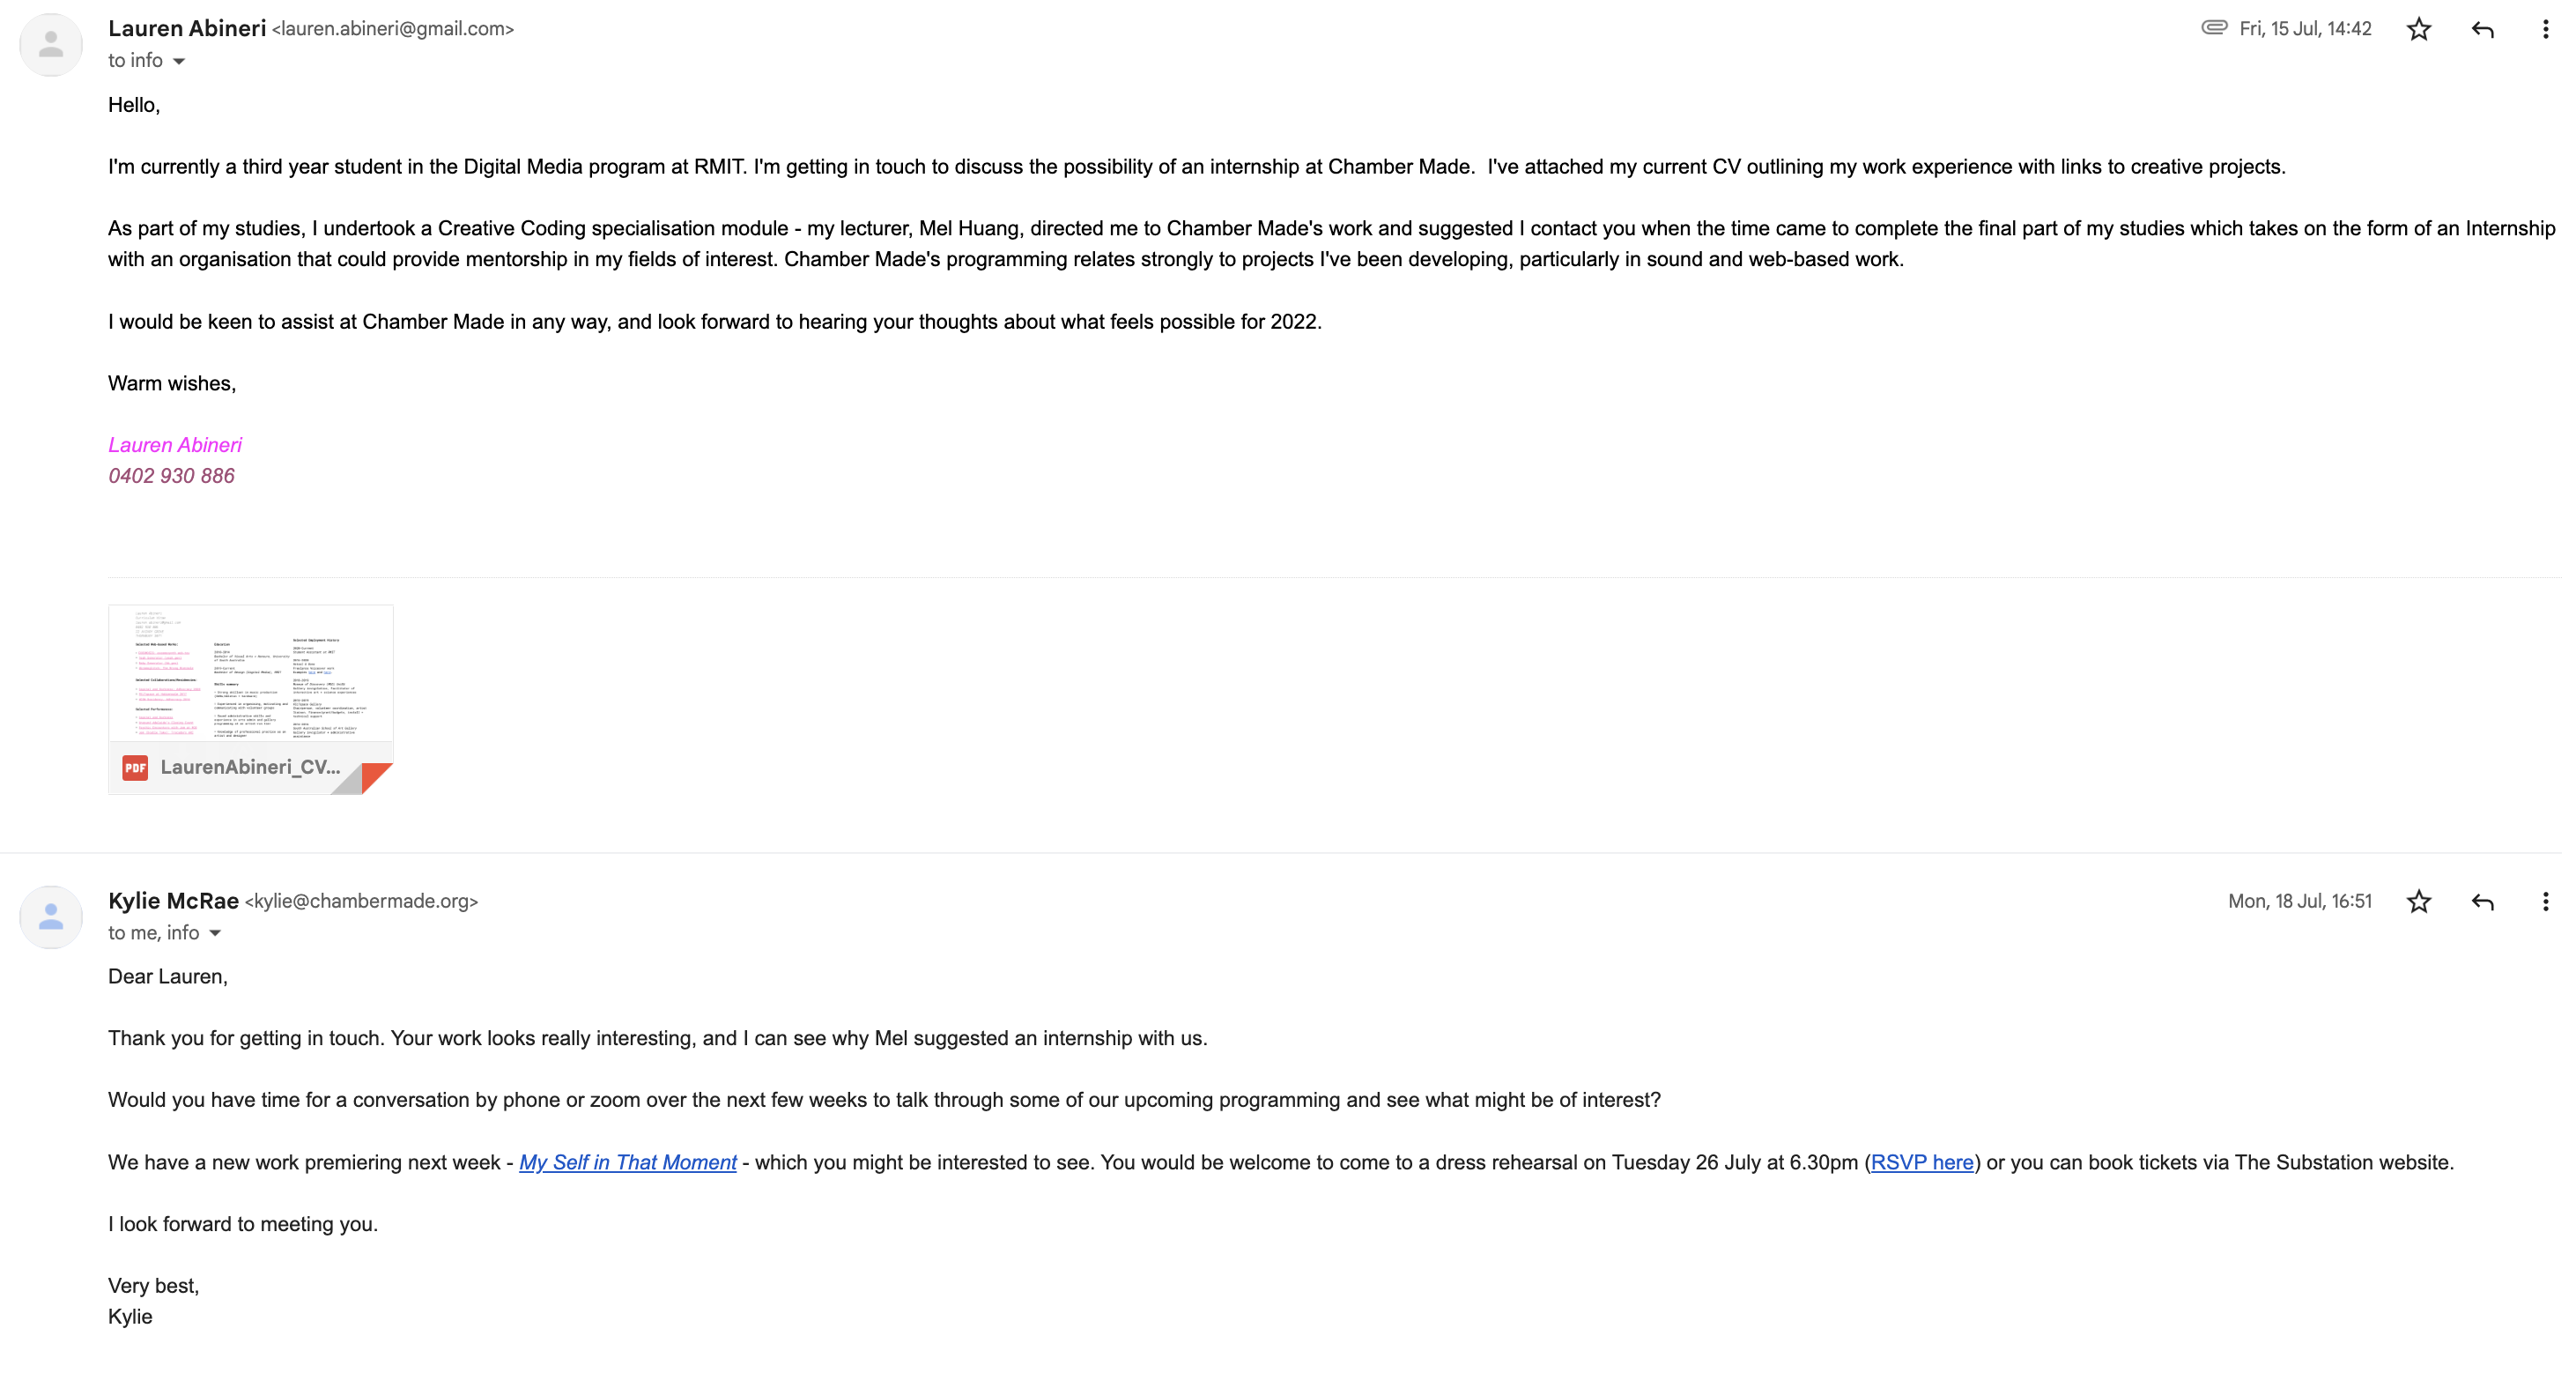 Lauren Abineri <lauren.abineri@gmail.com>
Fri, 15 Jul, 14:42
to info
Hello,
I'm currently a third year student in the Digital Media program at RMIT. I'm getting in touch to discuss the possibility of an internship at Chamber Made.  I've attached my current CV outlining my work experience with links to creative projects.
As part of my studies, I undertook a Creative Coding specialisation module - my lecturer, Mel Huang, directed me to Chamber Made's work and suggested I contact you when the time came to complete the final part of my studies which takes on the form of an Internship
with an organisation that could provide mentorship in my fields of interest. Chamber Made's programming relates strongly to projects I've been developing, particularly in sound and web-based work.
I would be keen to assist at Chamber Made in any way, and look forward to hearing your thoughts about what feels possible for 2022.
Warm wishes,
Lauren Abineri
0402 930 886
PDF LaurenAbineri_CV...
Kylie McRae <kylie@chambermade.org>
Mon, 18 Jul, 16:51
to me, info
Dear Lauren,
Thank you for getting in touch. Your work looks really interesting, and I can see why Mel suggested an internship with us.
Would you have time for a conversation by phone or zoom over the next few weeks to talk through some of our upcoming programming and see what might be of interest?
We have a new work premiering next week - My Self in That Moment - which you might be interested to see. You would be welcome to come to a dress rehearsal on Tuesday 26 July at 6.30pm (RSVP here) or you can book tickets via The Substation website.
I look forward to meeting you.
Very best,
Kylie